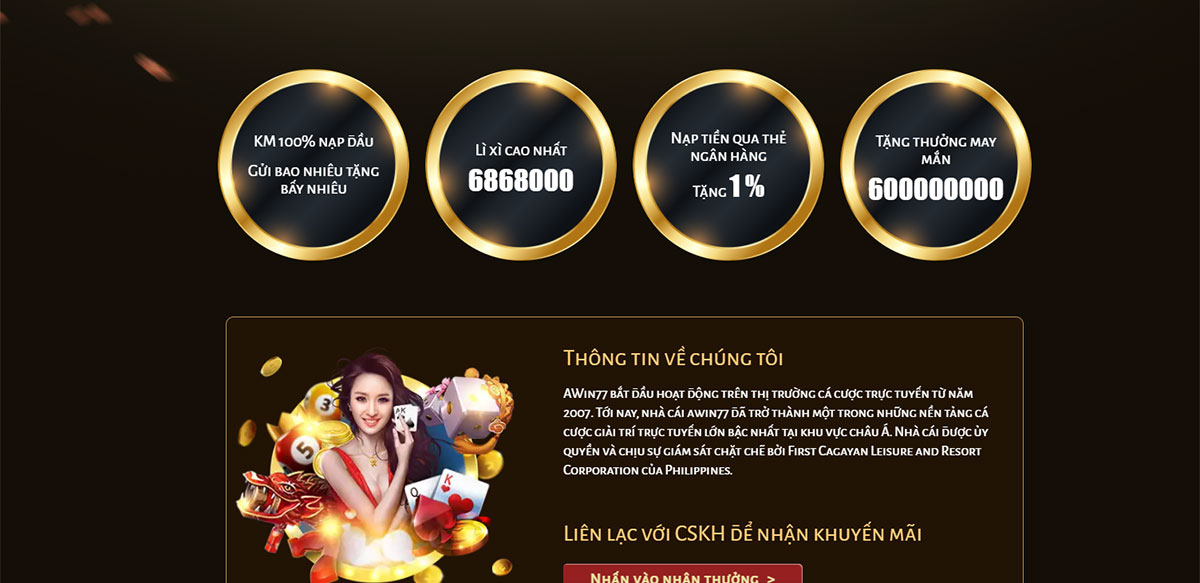 KM 100% nạp đầu
Gửi bao nhiêu tặng
bấy nhiêu
Lì xì cao nhất
6868000
Nạp tiền qua thẻ
ngân hàng
Tặng 1%
Tặng thưởng may
mắn
600000000
Thông tin về chúng tôi
AWin77 bắt đầu hoạt động trên thị trường cá cược trực tuyến từ năm
2007. Tới nay, nhà cái awin77 đã trở thành một trong những nền tảng cá
cược giải trí trực tuyến lớn bậc nhất tại khu vực châu Á. Nhà cái được ủy
quyền và chịu sự giám sát chặt chẽ bởi First Cagayan Leisure and Resort
Corporation của Philippines.
Liên lạc với CSKH để nhận khuyến mãi
Nhấn vào nhận thưởng >
3
5
A K
Q
K